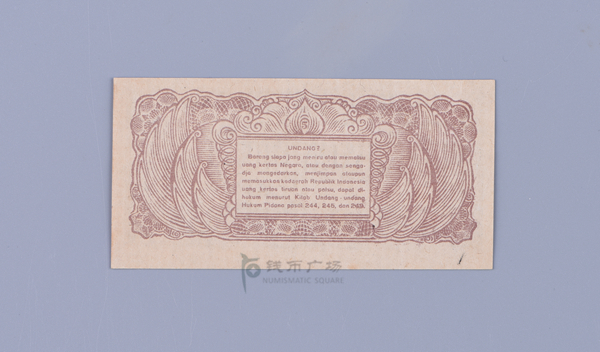 UNDANG2
Barang siapa jang meniru atau memalsu
uang kertas Negara, atau dengan senga-
dja mengedarkan, menjimpan ataupun
memasukkan kedaerah Republik Indonesia
uang kertas tiruan atau palsu, dapat di-
hukum menurut Kitab Undang-undang
Hukum Pidana pasal 244, 245, dan 249.
钱币广场
NUMISMATIC SQUARE